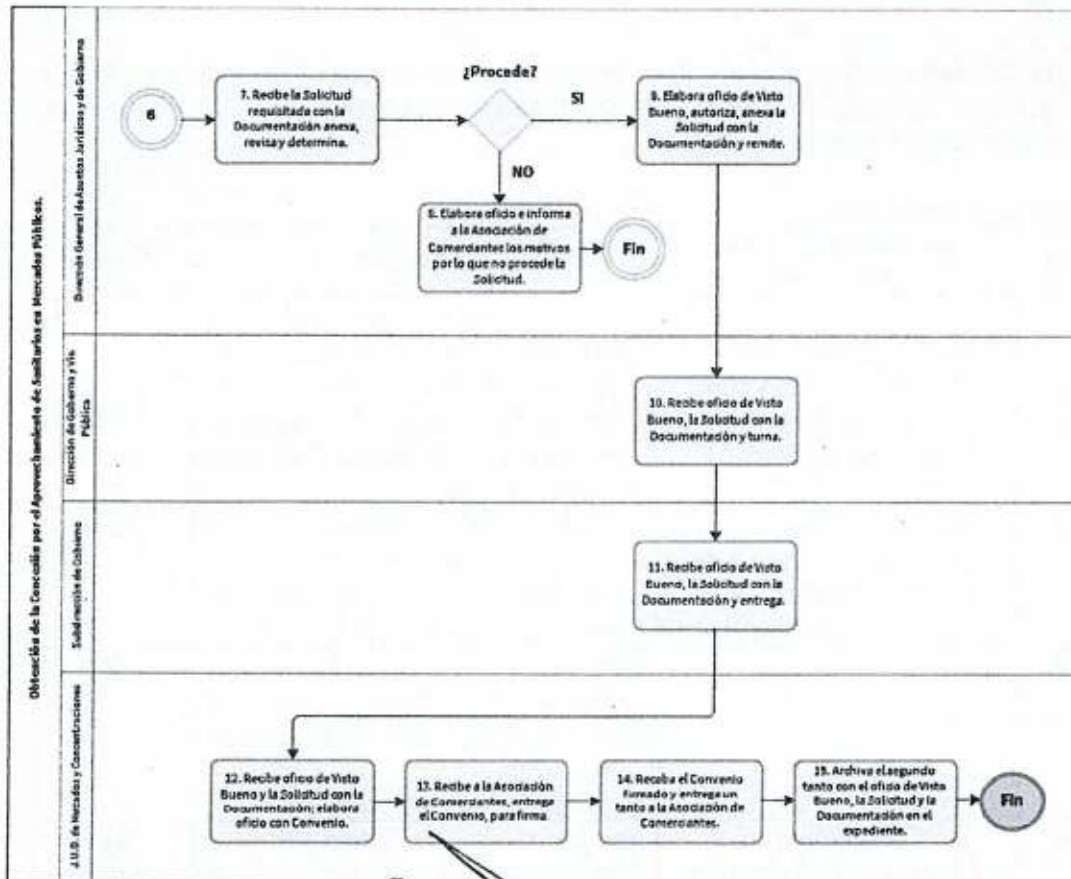 Obtención de la Concesión por el Aprovechamiento de Sanitarios en Mercados Públicos.
Dirección General de Asuntos Jurídicos y de Gobierno
6
7. Recibe la Solicitud
requisitada con la
Documentación anexa,
revisa y determina.
¿Procede?
SI
NO
9. Elabora oficio de Visto
Bueno, autoriza, anexa la
Solicitud con la
Documentación y remite.
8. Elabora oficio e informa
a la Asociación de
Comerciantes los motivos
por lo que no procede la
Solicitud.
Fin
Dirección de Gobierno y Vía
Pública
10. Recibe oficio de Visto
Bueno, la Solicitud con la
Documentación y turna.
Subdirección de Gobierno
11. Recibe oficio de Visto
Bueno, la Solicitud con la
Documentación y entrega.
J.U.D. de Mercados y Concentraciones
12. Recibe oficio de Visto
Bueno y la Solicitud con la
Documentación; elabora
oficio con Convenio.
13. Recibe a la Asociación
de Comerciantes, entrega
el Convenio, para firma.
14. Recaba el Convenio
firmado y entrega un
tanto a la Asociación de
Comerciantes.
15. Archiva el segundo
tanto con el oficio de Visto
Bueno, la Solicitud y la
Documentación en el
expediente.
Fin